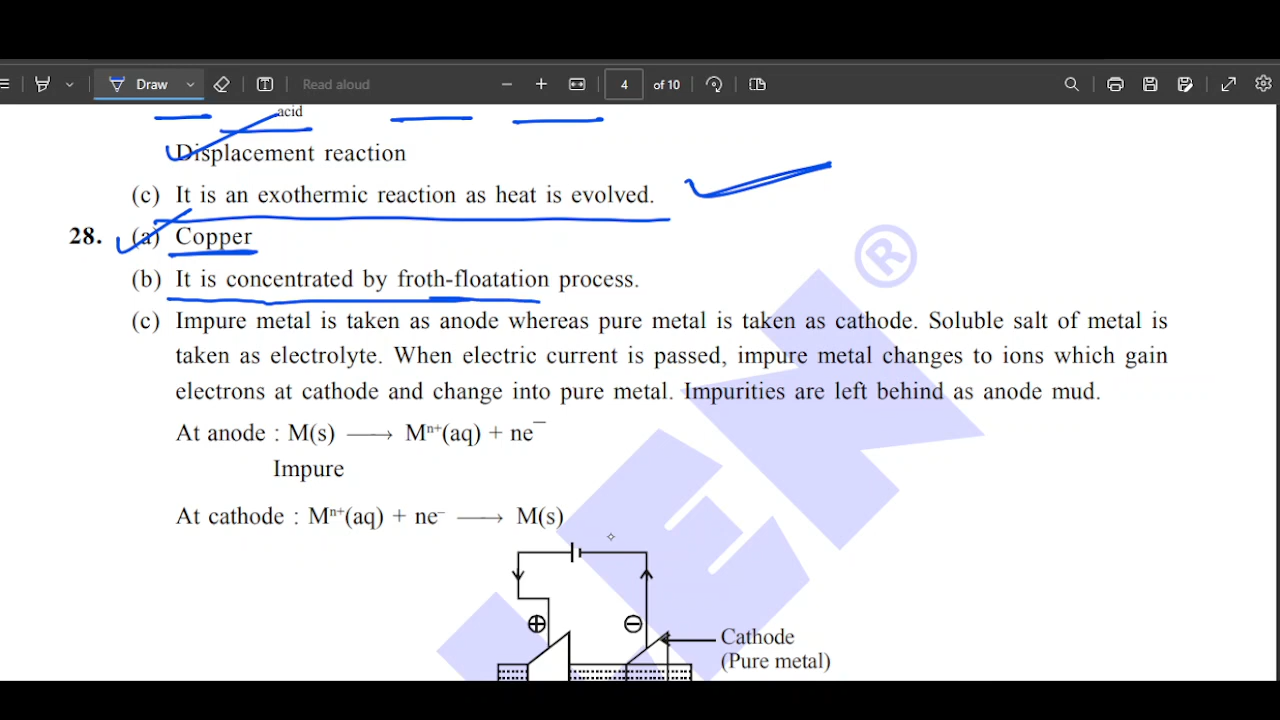 Draw
Read aloud
4
of 10
acid
Displacement reaction
(c) It is an exothermic reaction as heat is evolved.
28. (a) Copper
(b) It is concentrated by froth-floatation process.
(c) Impure metal is taken as anode whereas pure metal is taken as cathode. Soluble salt of metal is
taken as electrolyte. When electric current is passed, impure metal changes to ions which gain
electrons at cathode and change into pure metal. Impurities are left behind as anode mud.
At anode : M(s) ⟶ Mⁿ⁺(aq) + ne⁻
Impure
At cathode : Mⁿ⁺(aq) + ne⁻ ⟶ M(s)
⊕ ⊖
Cathode
(Pure metal)
®